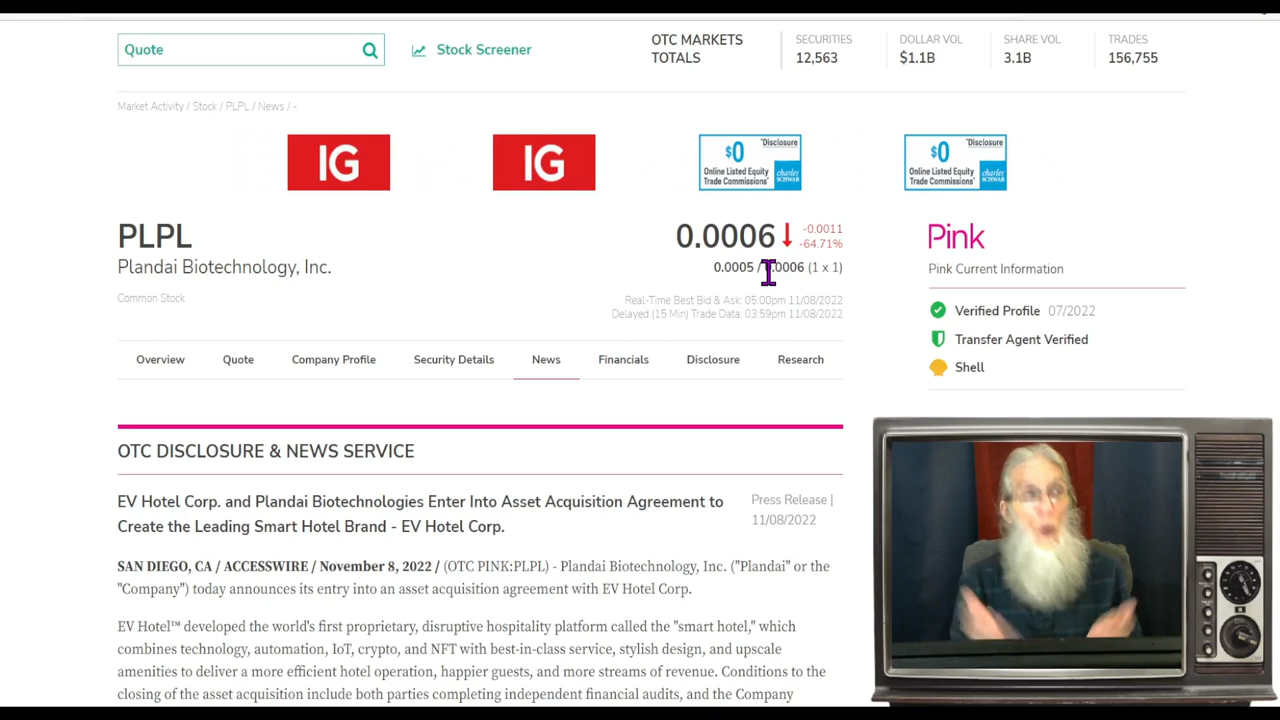 Quote
Stock Screener
OTC MARKETS
TOTALS
SECURITIES
12,563
DOLLAR VOL
$1.1B
SHARE VOL
3.1B
TRADES
156,755
Market Activity / Stock / PLPL / News / -
IG
IG
$0
*Disclosure
Online Listed Equity
Trade Commissions*
charles
SCHWAB
$0
*Disclosure
Online Listed Equity
Trade Commissions*
charles
SCHWAB
PLPL
Plandai Biotechnology, Inc.
Common Stock
0.0006
-0.0011
-64.71%
0.0005 / 0.0006 (1 x 1)
Real-Time Best Bid & Ask: 05:00pm 11/08/2022
Delayed (15 Min) Trade Data: 03:59pm 11/08/2022
Pink
Pink Current Information
Verified Profile 07/2022
Transfer Agent Verified
Shell
Overview
Quote
Company Profile
Security Details
News
Financials
Disclosure
Research
OTC DISCLOSURE & NEWS SERVICE
EV Hotel Corp. and Plandai Biotechnologies Enter Into Asset Acquisition Agreement to
Create the Leading Smart Hotel Brand - EV Hotel Corp.
Press Release |
11/08/2022
SAN DIEGO, CA / ACCESSWIRE / November 8, 2022 / (OTC PINK:PLPL) - Plandai Biotechnology, Inc. ("Plandai" or the
"Company") today announces its entry into an asset acquisition agreement with EV Hotel Corp.
EV Hotel™ developed the world's first proprietary, disruptive hospitality platform called the "smart hotel," which
combines technology, automation, IoT, crypto, and NFT with best-in-class service, stylish design, and upscale
amenities to deliver a more efficient hotel operation, happier guests, and more streams of revenue. Conditions to the
closing of the asset acquisition include both parties completing independent financial audits, and the Company